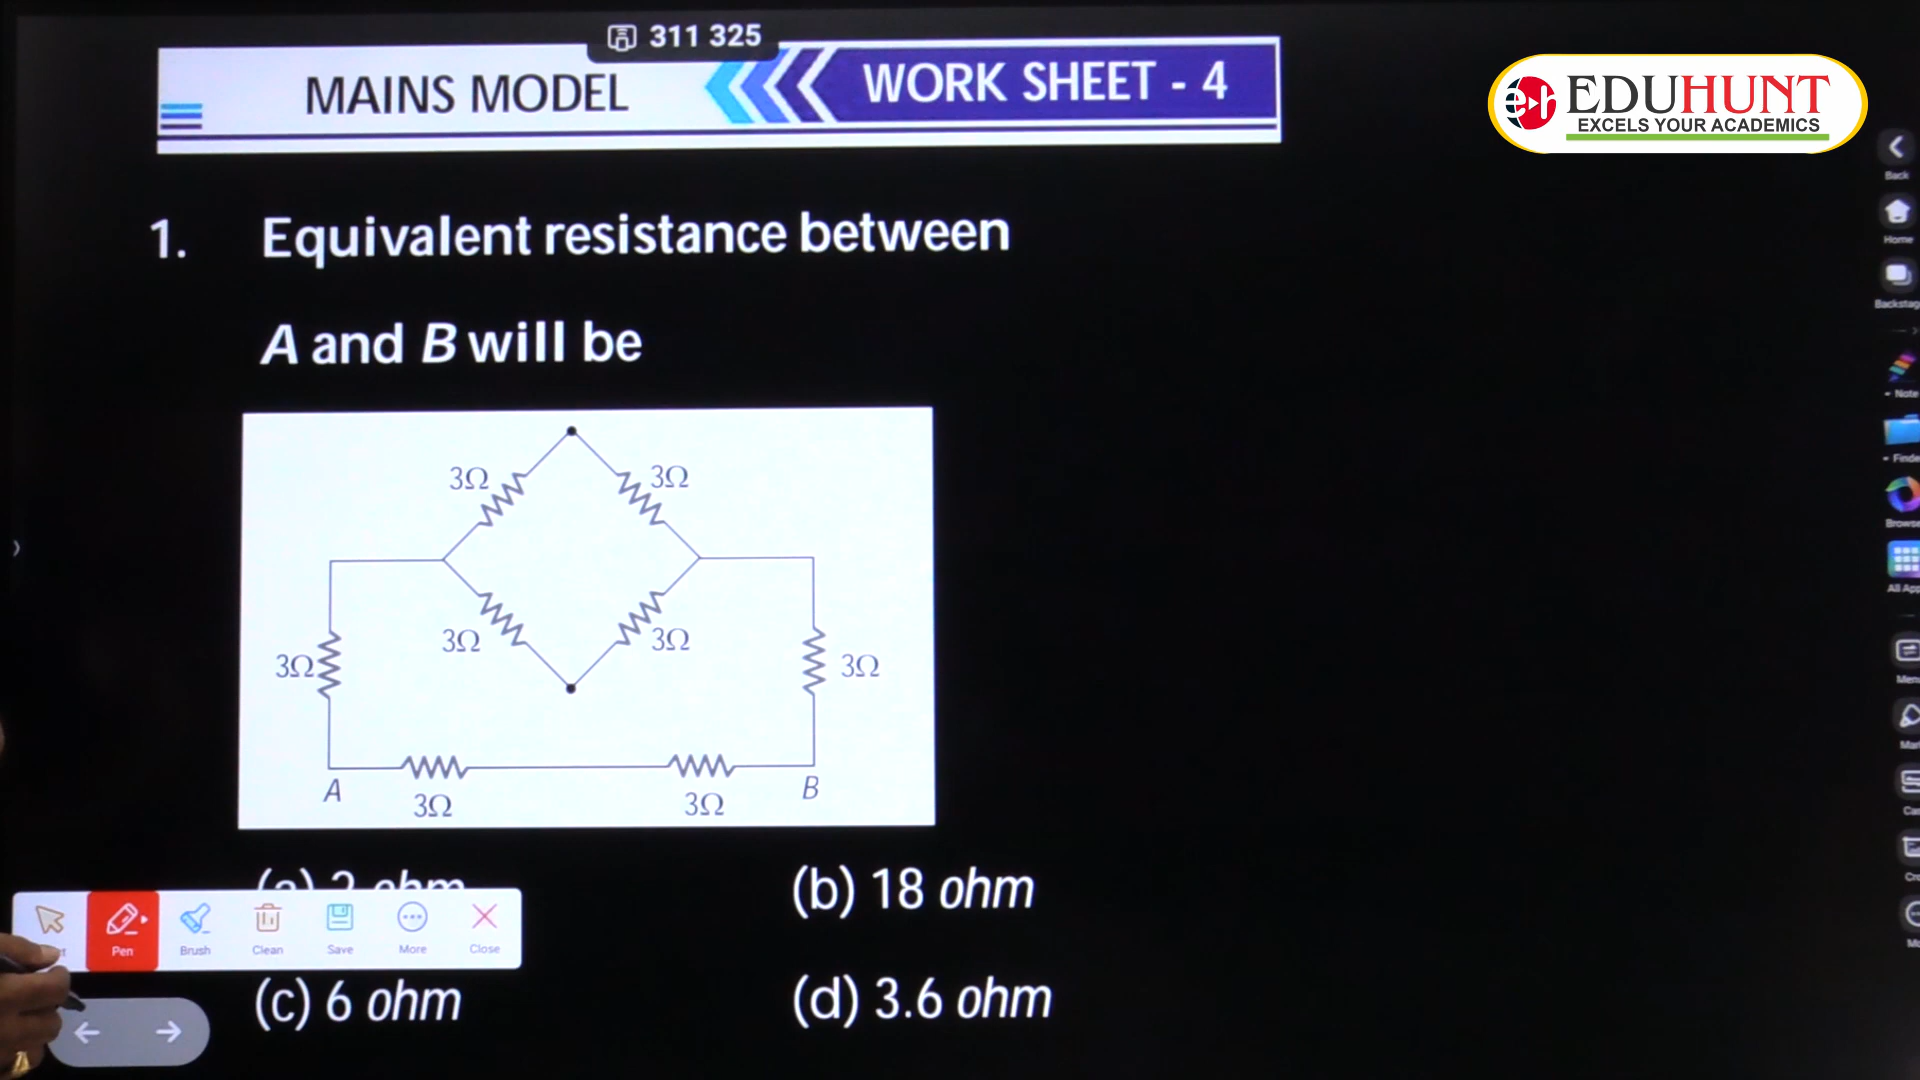 311 325
MAINS MODEL
WORK SHEET - 4
EDUHUNT
EXCELS YOUR ACADEMICS
Back
Home
1. Equivalent resistance between
A and B will be
3Ω 3Ω
3Ω 3Ω
3Ω 3Ω
A B
3Ω 3Ω
(b) 18 ohm
Pen Brush Clean Save More Close
(c) 6 ohm (d) 3.6 ohm